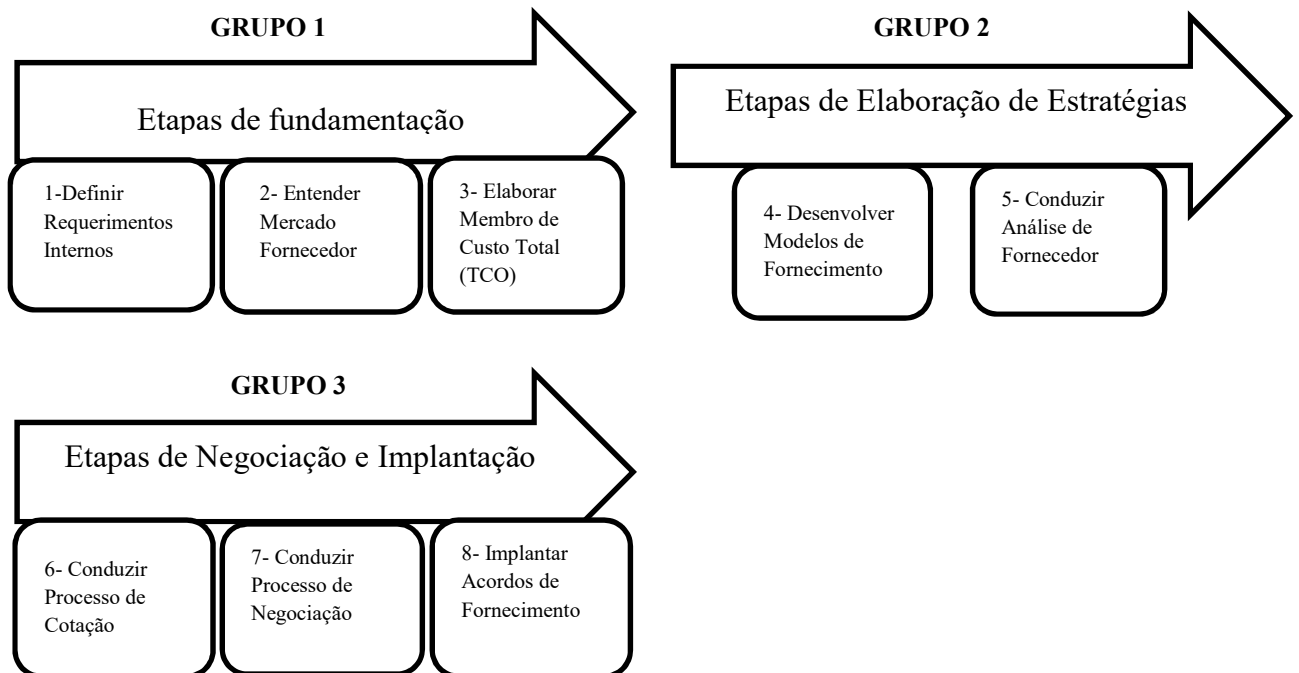 GRUPO 1
Etapas de fundamentação
1-Definir
Requerimentos
Internos
2- Entender
Mercado
Fornecedor
3- Elaborar
Membro de
Custo Total
(TCO)
GRUPO 2
Etapas de Elaboração de Estratégias
4- Desenvolver
Modelos de
Fornecimento
5- Conduzir
Análise de
Fornecedor
GRUPO 3
Etapas de Negociação e Implantação
6- Conduzir
Processo de
Cotação
7- Conduzir
Processo de
Negociação
8- Implantar
Acordos de
Fornecimento